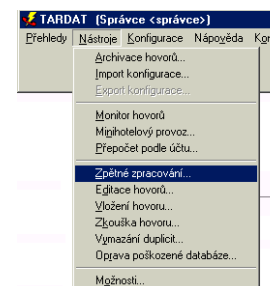 TARDAT (Správce <správce>)
Přehledy Nástroje Konfigurace Nápověda
Archivace hovorů...
Import konfigurace...
Export konfigurace...
Monitor hovorů
Minihotelový provoz...
Přepočet podle účtu...
Zpětné zpracování...
Editace hovorů...
Vložení hovoru...
Zkouška hovoru...
Vymazání duplicit...
Oprava poškozené databáze...
Možnosti...